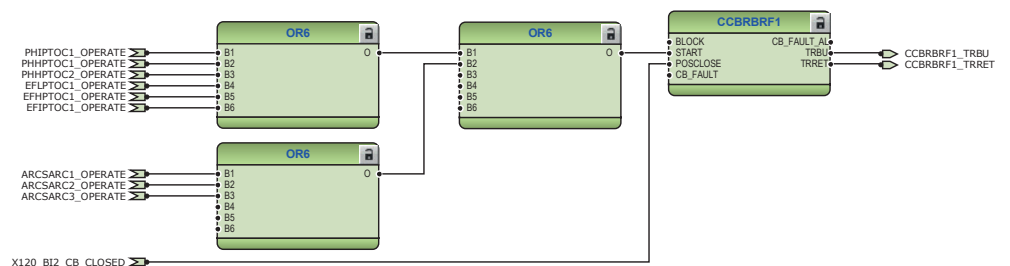 OR6
PHIPTOC1_OPERATE B1 O
PHHPTOC1_OPERATE B2
PHHPTOC2_OPERATE B3
EFLPTOC1_OPERATE B4
EFHPTOC1_OPERATE B5
EFIPTOC1_OPERATE B6
OR6
B1 O
B2
B3
B4
B5
B6
CCBRBRF1
BLOCK CB_FAULT_AL
START TRBU CCBRBRF1_TRBU
POSCLOSE TRRET CCBRBRF1_TRRET
CB_FAULT
OR6
ARCSARC1_OPERATE B1 O
ARCSARC2_OPERATE B2
ARCSARC3_OPERATE B3
B4
B5
B6
X120_BI2_CB_CLOSED